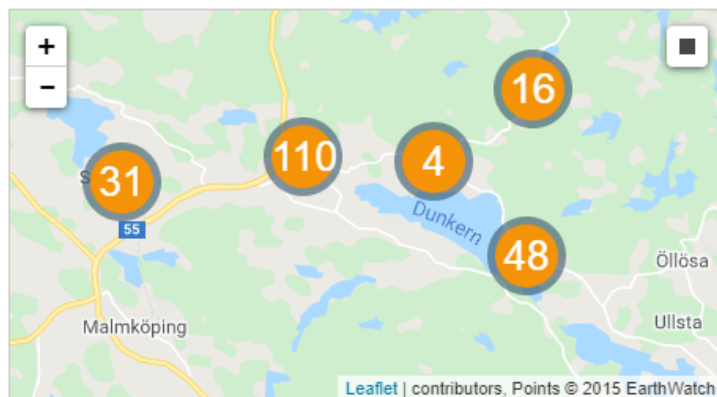 +
−
16
110
4
31
Dunkern
55
48
Öllösa
Ullsta
Malmköping
Leaflet | contributors, Points © 2015 EarthWatch